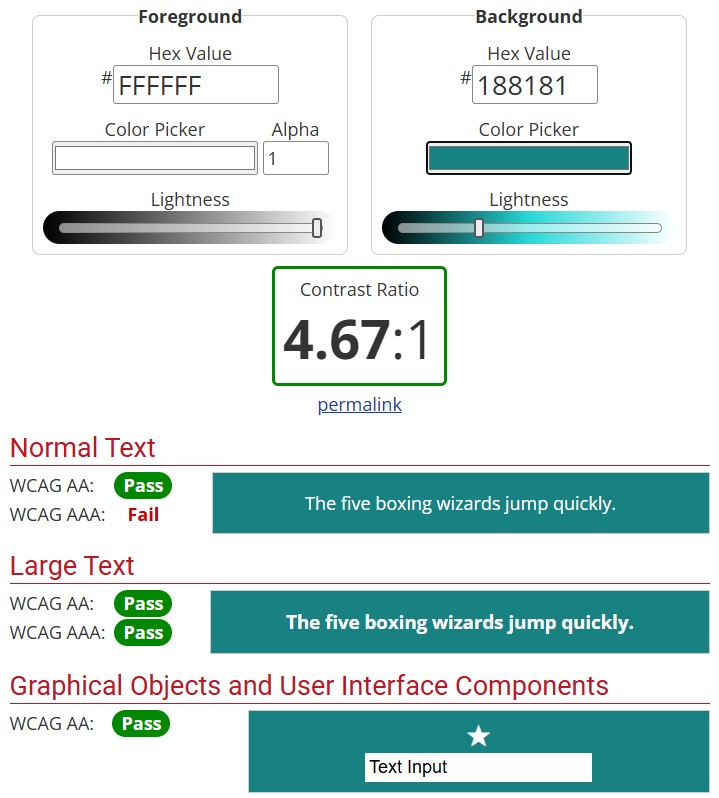 Foreground
Background
Hex Value
Hex Value
#FFFFFF
#188181
Color Picker
Alpha
Color Picker
1
Lightness
Lightness
Contrast Ratio
4.67:1
permalink
Normal Text
WCAG AA: Pass
WCAG AAA: Fail
The five boxing wizards jump quickly.
Large Text
WCAG AA: Pass
WCAG AAA: Pass
The five boxing wizards jump quickly.
Graphical Objects and User Interface Components
WCAG AA: Pass
Text Input